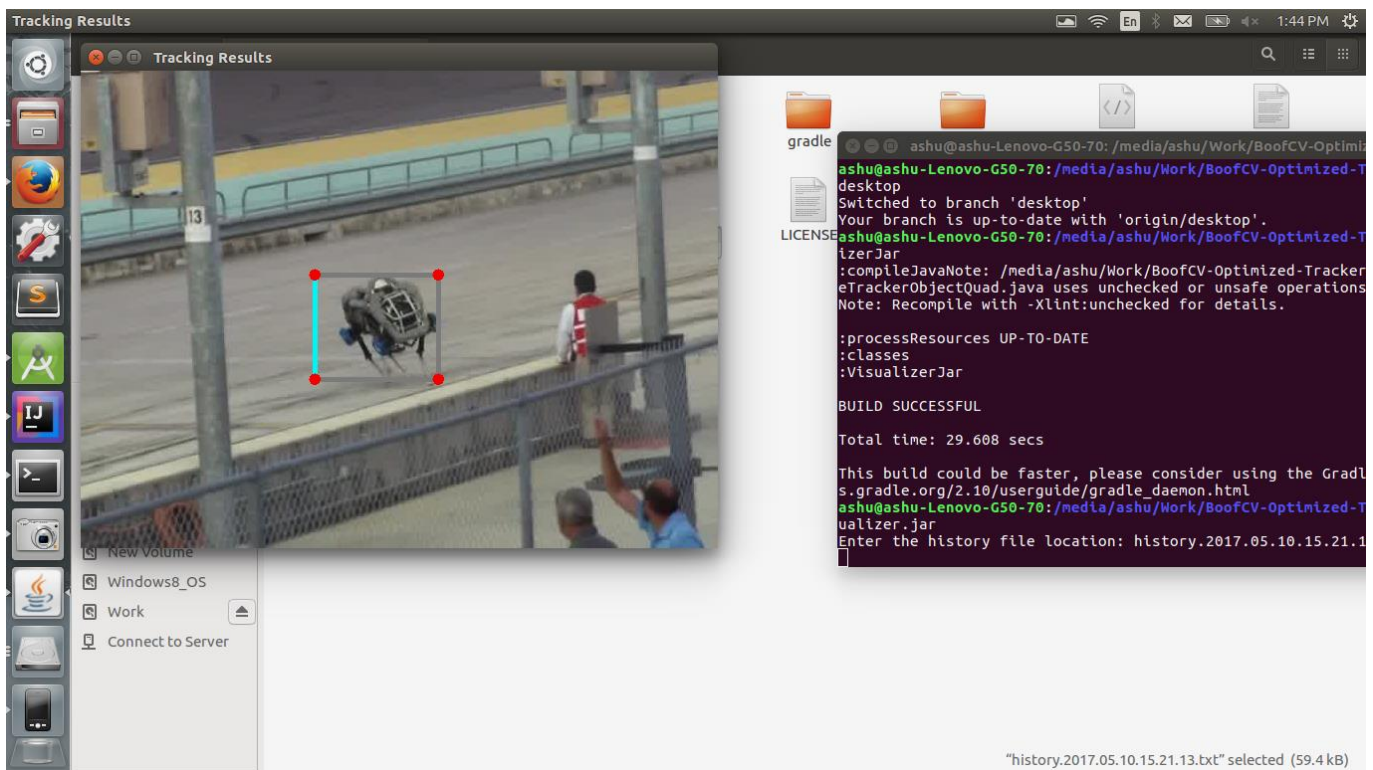 Tracking Results
En
1:44 PM
Tracking Results
13
New Volume
Windows8_OS
Work
Connect to Server
gradle
LICENSE
ashu@ashu-Lenovo-G50-70: /media/ashu/Work/BoofCV-Optimiz
ashu@ashu-Lenovo-G50-70:/media/ashu/Work/BoofCV-Optimized-T
desktop
Switched to branch 'desktop'
Your branch is up-to-date with 'origin/desktop'.
ashu@ashu-Lenovo-G50-70:/media/ashu/Work/BoofCV-Optimized-T
izerJar
:compileJavaNote: /media/ashu/Work/BoofCV-Optimized-Tracker
eTrackerObjectQuad.java uses unchecked or unsafe operations
Note: Recompile with -Xlint:unchecked for details.
:processResources UP-TO-DATE
:classes
:VisualizerJar
BUILD SUCCESSFUL
Total time: 29.608 secs
This build could be faster, please consider using the Gradl
s.gradle.org/2.10/userguide/gradle_daemon.html
ashu@ashu-Lenovo-G50-70:/media/ashu/Work/BoofCV-Optimized-T
ualizer.jar
Enter the history file location: history.2017.05.10.15.21.1
"history.2017.05.10.15.21.13.txt" selected (59.4 kB)